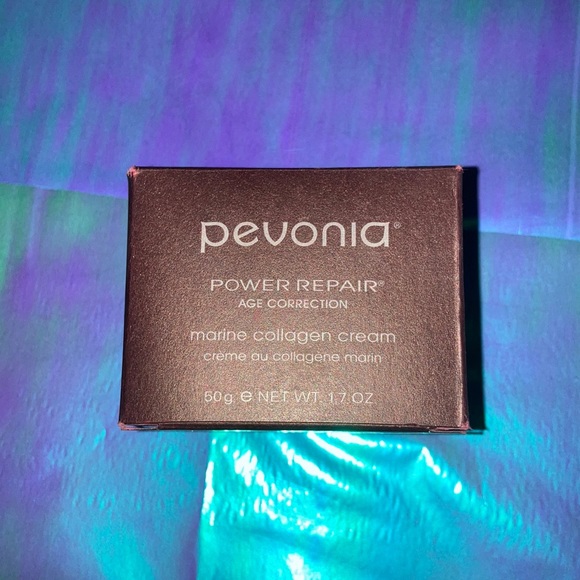 pevonia®
POWER REPAIR®
AGE CORRECTION
marine collagen cream
crème au collagène marin
50g e NET WT. 1.7 OZ